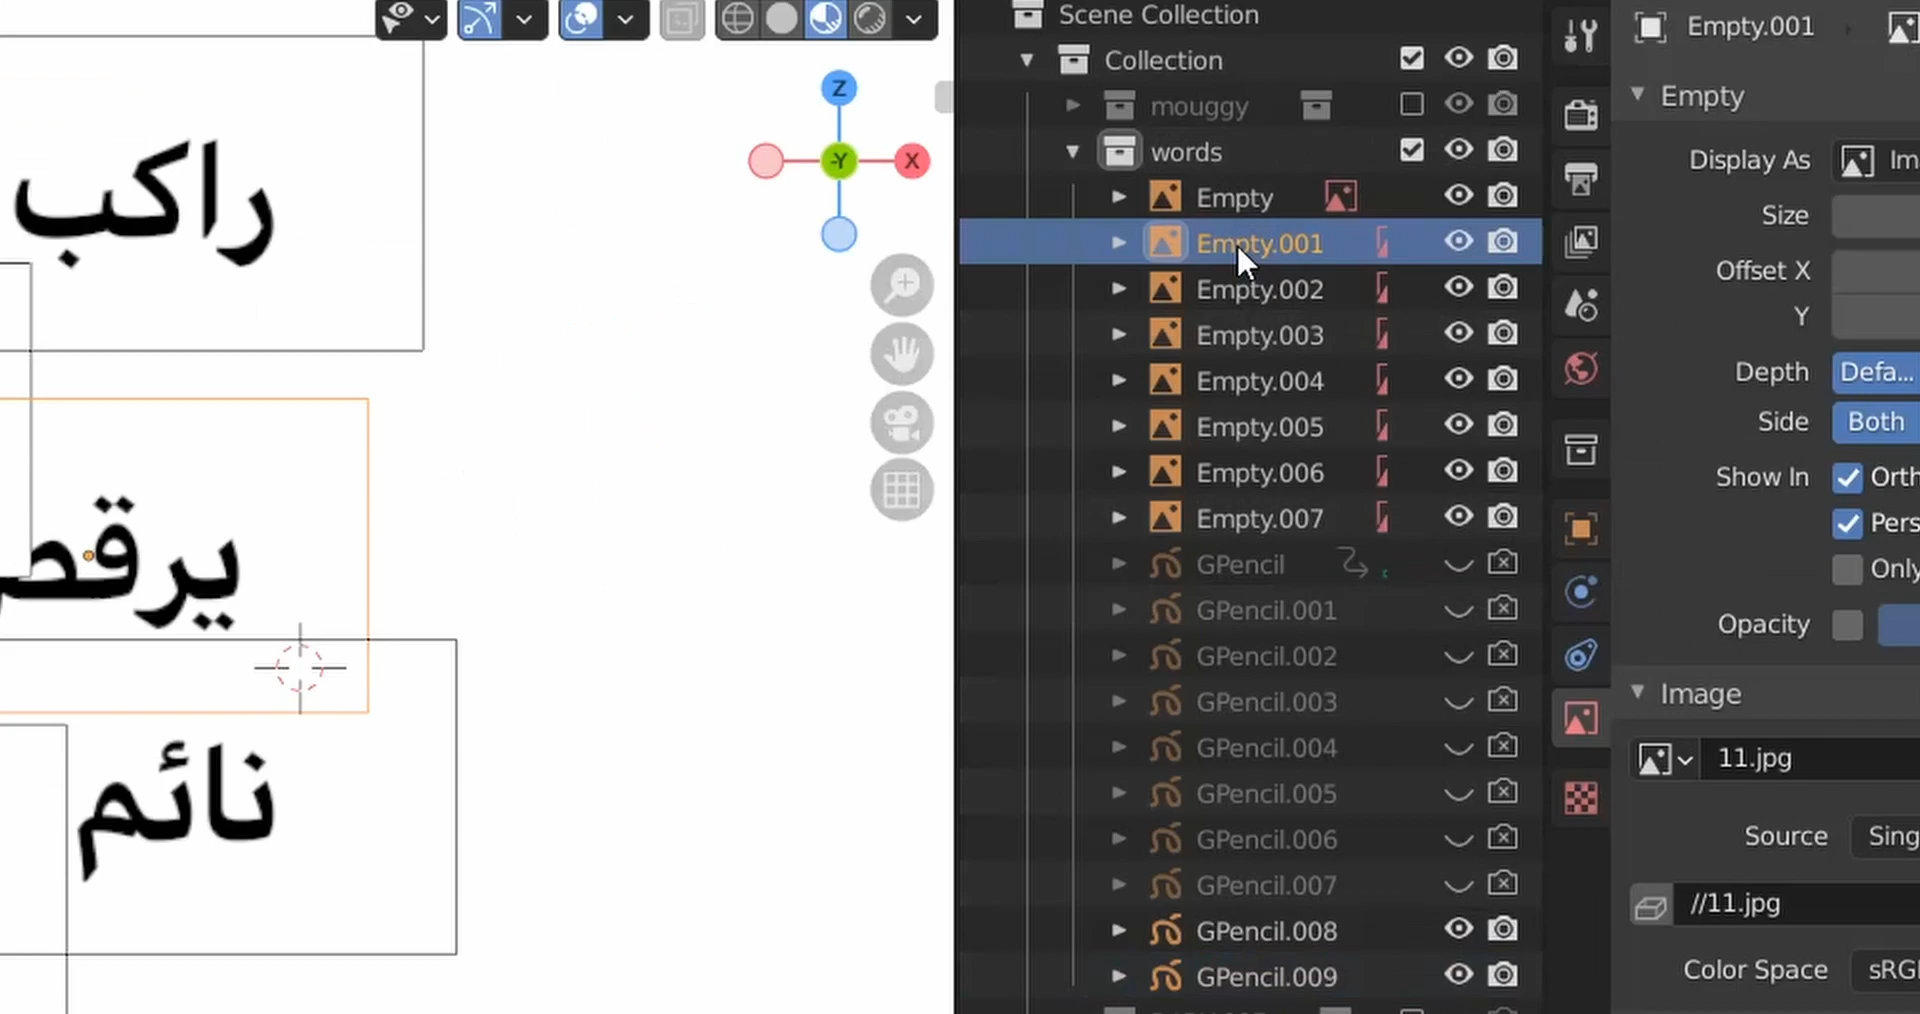 راكب
يرقص
نائم
Z
-Y
X
Scene Collection
Collection
mouggy
words
Empty
Empty.001
Empty.002
Empty.003
Empty.004
Empty.005
Empty.006
Empty.007
GPencil
GPencil.001
GPencil.002
GPencil.003
GPencil.004
GPencil.005
GPencil.006
GPencil.007
GPencil.008
GPencil.009
Empty.001
Empty
Display As Im
Size
Offset X
Y
Depth Defa...
Side Both
Show In Orth
Pers
Only
Opacity
Image
11.jpg
Source Sing
//11.jpg
Color Space sRG